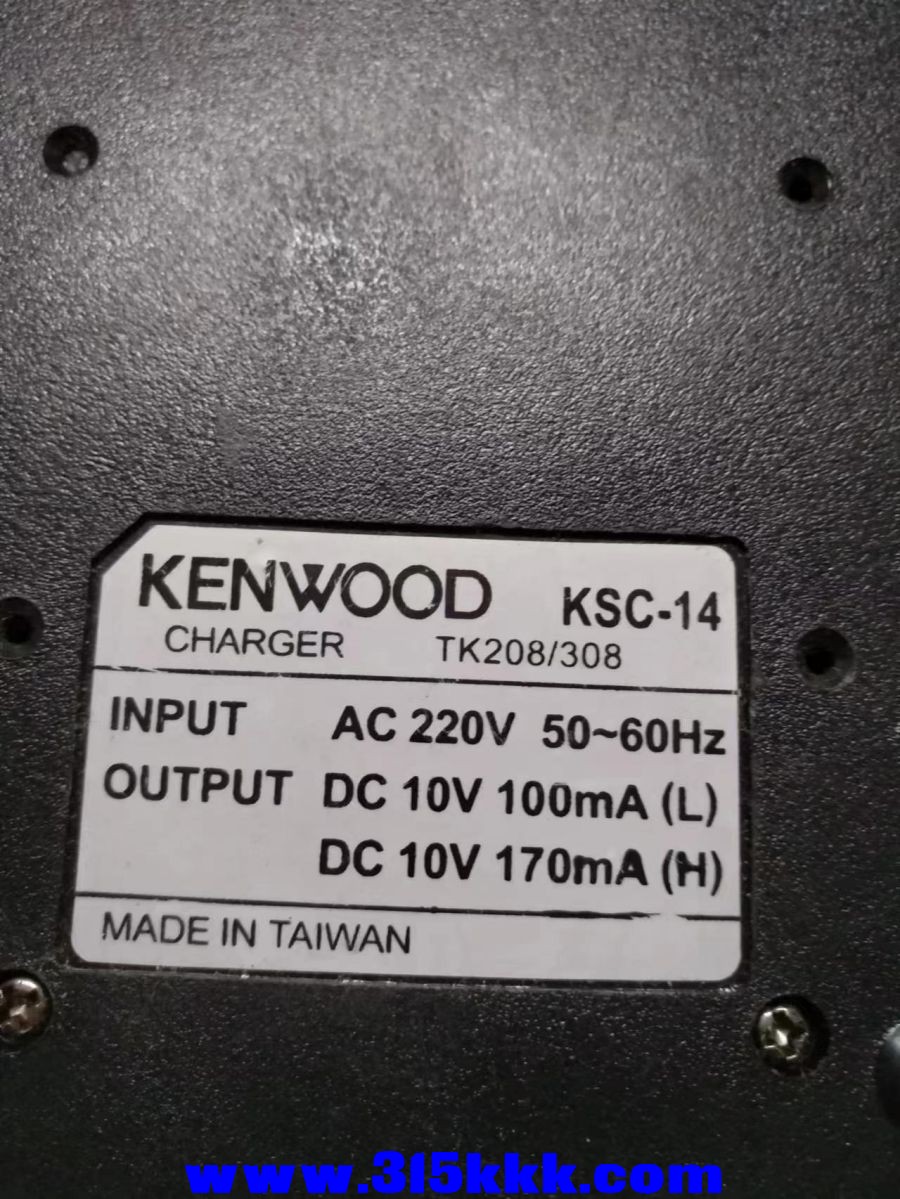 KENWOOD KSC-14
CHARGER TK208/308
INPUT AC 220V 50~60Hz
OUTPUT DC 10V 100mA (L)
DC 10V 170mA (H)
MADE IN TAIWAN
www.315kkk.com